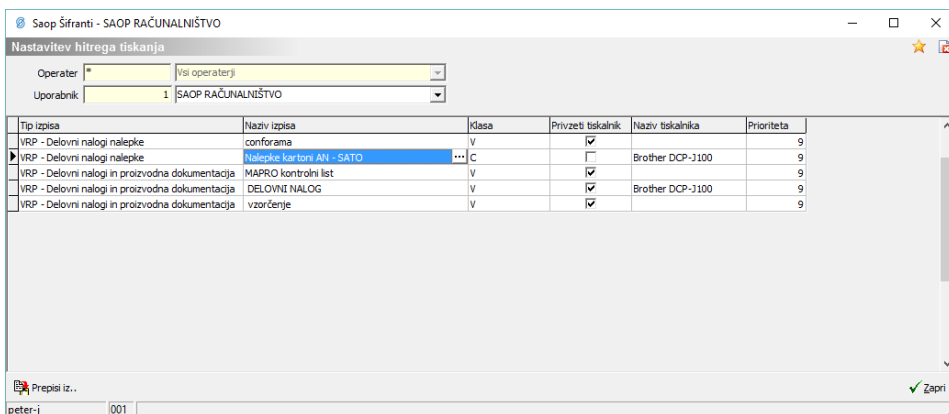 Saop Šifranti - SAOP RAČUNALNIŠTVO
Nastavitev hitrega tiskanja
Operater * Vsi operaterji
Uporabnik 1 SAOP RAČUNALNIŠTVO
Tip izpisa Naziv izpisa Klasa Privzeti tiskalnik Naziv tiskalnika Prioriteta
VRP - Delovni nalogi nalepke conforama V 9
VRP - Delovni nalogi nalepke Nalepke kartoni AN - SATO ... C Brother DCP-J100 9
VRP - Delovni nalogi in proizvodna dokumentacija MAPRO kontrolni list V 9
VRP - Delovni nalogi in proizvodna dokumentacija DELOVNI NALOG V Brother DCP-J100 9
VRP - Delovni nalogi in proizvodna dokumentacija vzorčenje V 9
Prepisi iz.. Zapri
peter-j 001